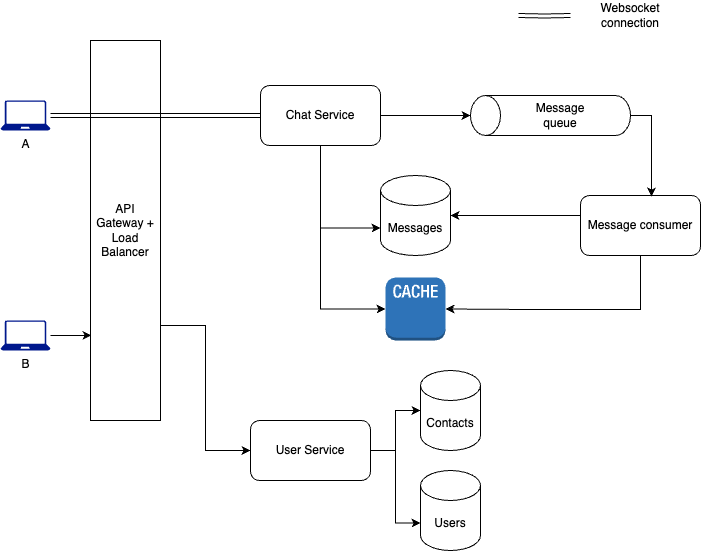 Websocket
connection
Chat Service
Message
queue
A
API
Gateway +
Load
Balancer
Messages
Message consumer
CACHE
B
Contacts
User Service
Users